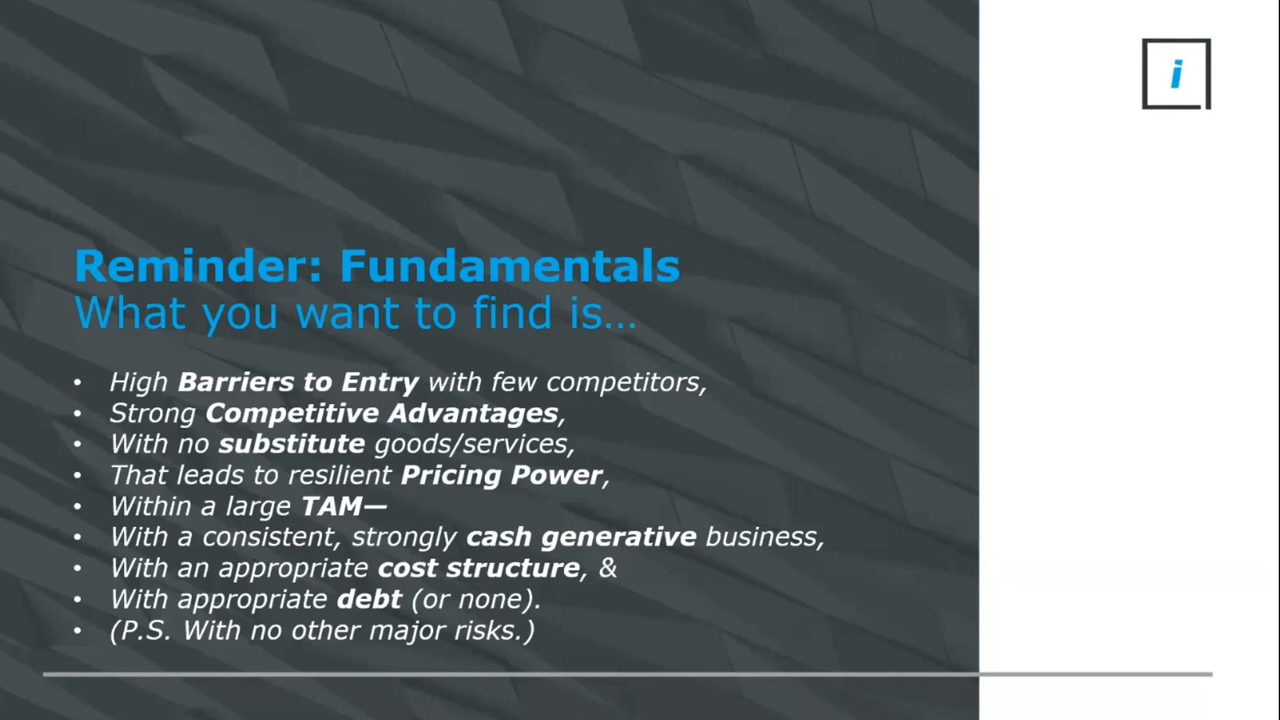 i
Reminder: Fundamentals
What you want to find is…
• High Barriers to Entry with few competitors,
• Strong Competitive Advantages,
• With no substitute goods/services,
• That leads to resilient Pricing Power,
• Within a large TAM—
• With a consistent, strongly cash generative business,
• With an appropriate cost structure, &
• With appropriate debt (or none).
• (P.S. With no other major risks.)